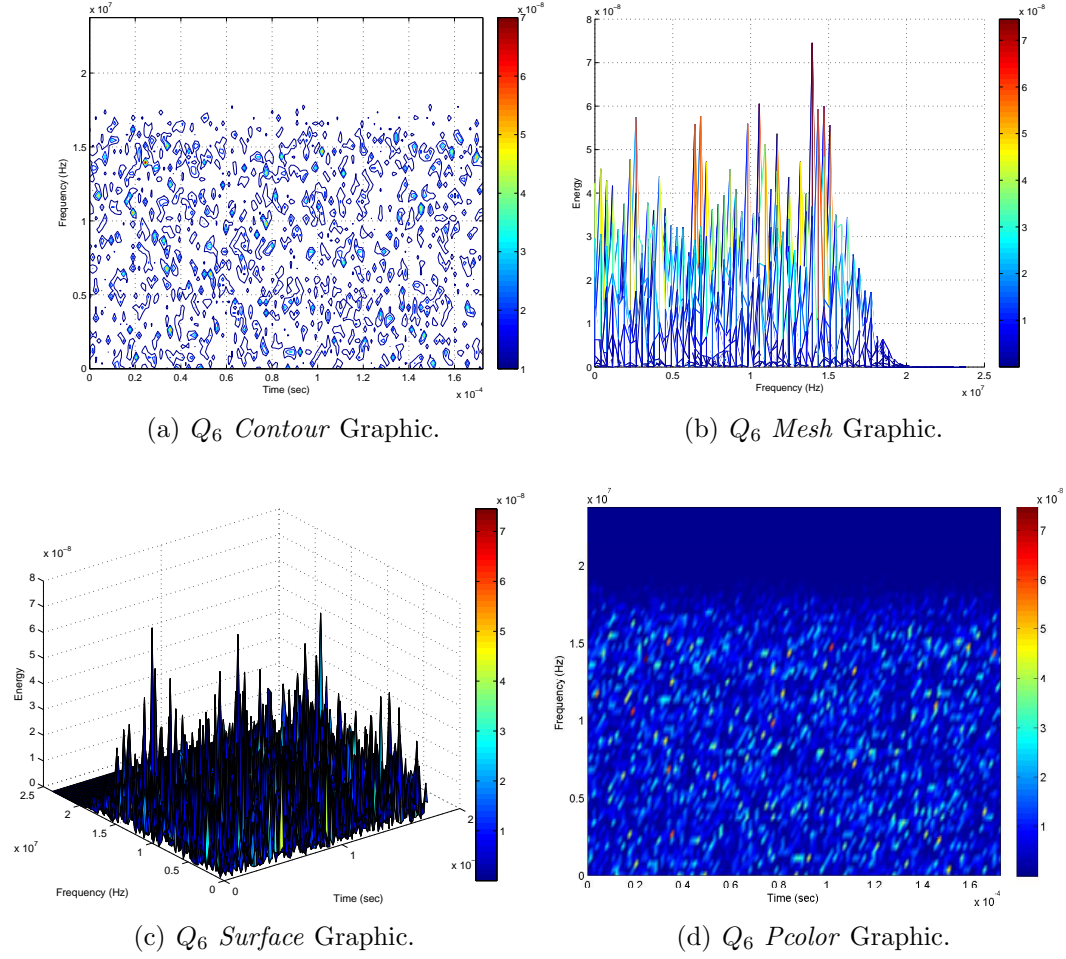 x 10^7
2
1.5
1
0.5
0
Frequency (Hz)
0 0.2 0.4 0.6 0.8 1 1.2 1.4 1.6
Time (sec)
x 10^-4
x 10^-8
7
6
5
4
3
2
1
(a) Q6 Contour Graphic.
x 10^-8
8
7
6
5
4
3
2
1
0
Energy
0 0.5 1 1.5 2 2.5
Frequency (Hz)
x 10^7
x 10^-8
7
6
5
4
3
2
1
(b) Q6 Mesh Graphic.
x 10^-8
8
7
6
5
4
3
2
1
0
Energy
2.5
2
1.5
1
0.5
0
x 10^7
Frequency (Hz)
0
1
2
Time (sec)
x 10^-8
7
6
5
4
3
2
1
(c) Q6 Surface Graphic.
x 10^7
2
1.5
1
0.5
0
Frequency (Hz)
0 0.2 0.4 0.6 0.8 1 1.2 1.4 1.6
Time (sec)
x 10^-4
x 10^-8
7
6
5
4
3
2
1
(d) Q6 Pcolor Graphic.